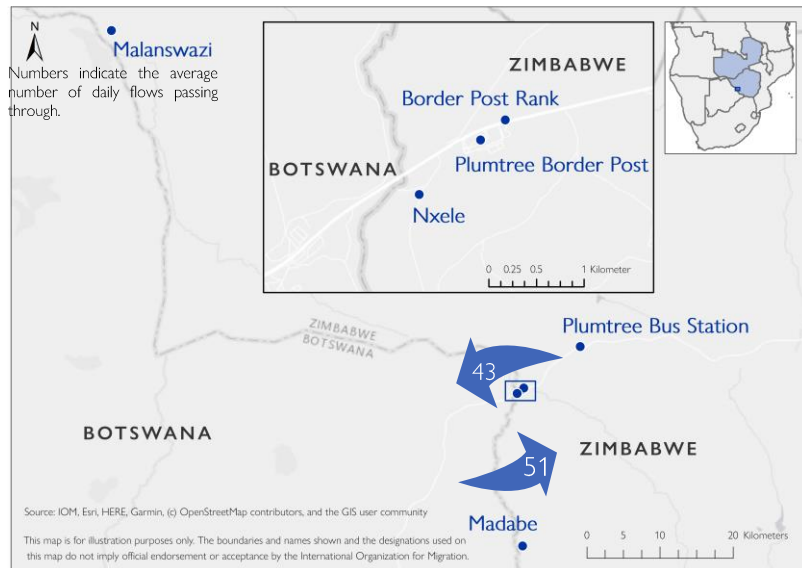 N
Malanswazi
Numbers indicate the average
number of daily flows passing
through.
ZIMBABWE
Border Post Rank
BOTSWANA
Plumtree Border Post
Nxele
0 0.25 0.5 1 Kilometer
ZIMBABWE
BOTSWANA
Plumtree Bus Station
43
BOTSWANA
ZIMBABWE
51
Source: IOM, Esri, HERE, Garmin, (c) OpenStreetMap contributors, and the GIS user community
Madabe
0 5 10 20 Kilometers
This map is for illustration purposes only. The boundaries and names shown and the designations used on
this map do not imply official endorsement or acceptance by the International Organization for Migration.